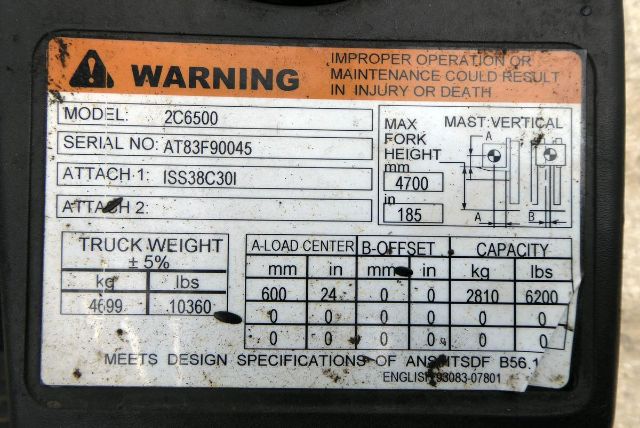 WARNING
IMPROPER OPERATION OR
MAINTENANCE COULD RESULT
IN INJURY OR DEATH
MODEL: 2C6500
SERIAL NO: AT83F90045
ATTACH 1: ISS38C30I
ATTACH 2:
MAX
FORK
HEIGHT
mm
4700
in
185
MAST:VERTICAL
A
A
B
TRUCK WEIGHT
± 5%
kg lbs
4699 10360
A-LOAD CENTER B-OFFSET CAPACITY
mm in mm in kg lbs
600 24 0 0 2810 6200
0 0 0 0 0 0
0 0 0 0 0 0
MEETS DESIGN SPECIFICATIONS OF B56.1
ENGLISH 93083-07801